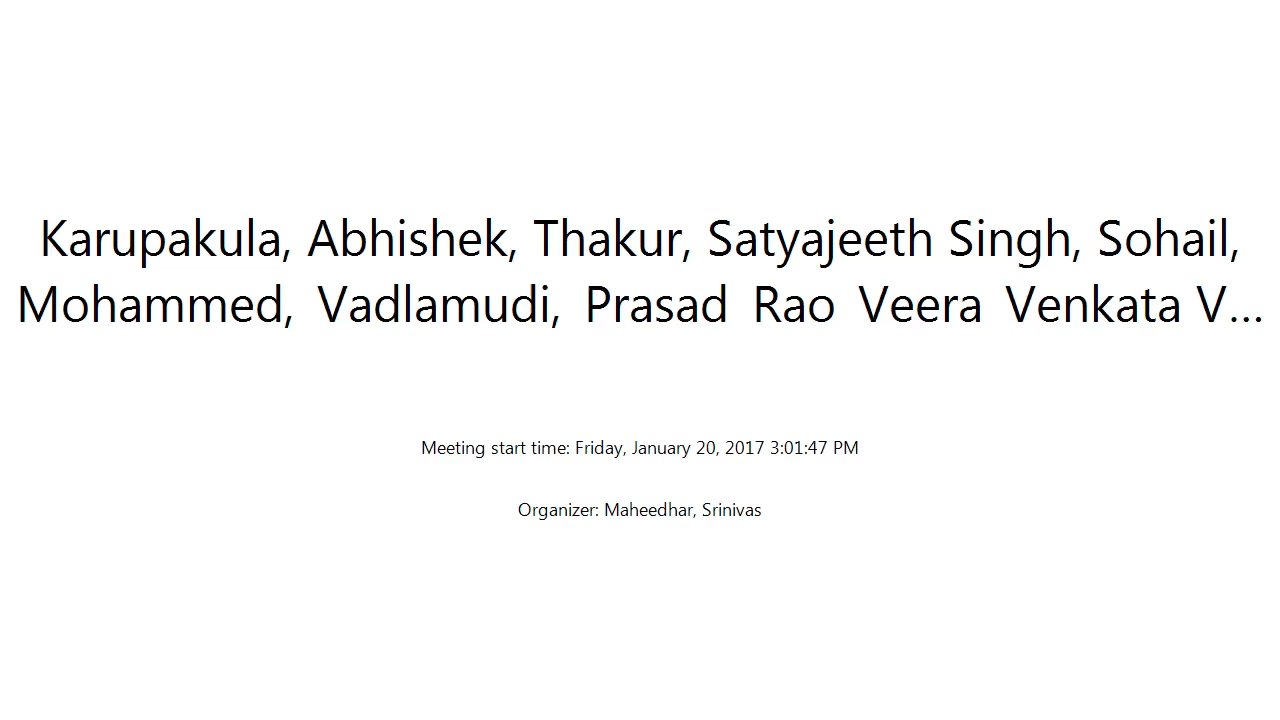 Karupakula, Abhishek, Thakur, Satyajeeth Singh, Sohail,
Mohammed, Vadlamudi, Prasad Rao Veera Venkata V...
Meeting start time: Friday, January 20, 2017 3:01:47 PM
Organizer: Maheedhar, Srinivas